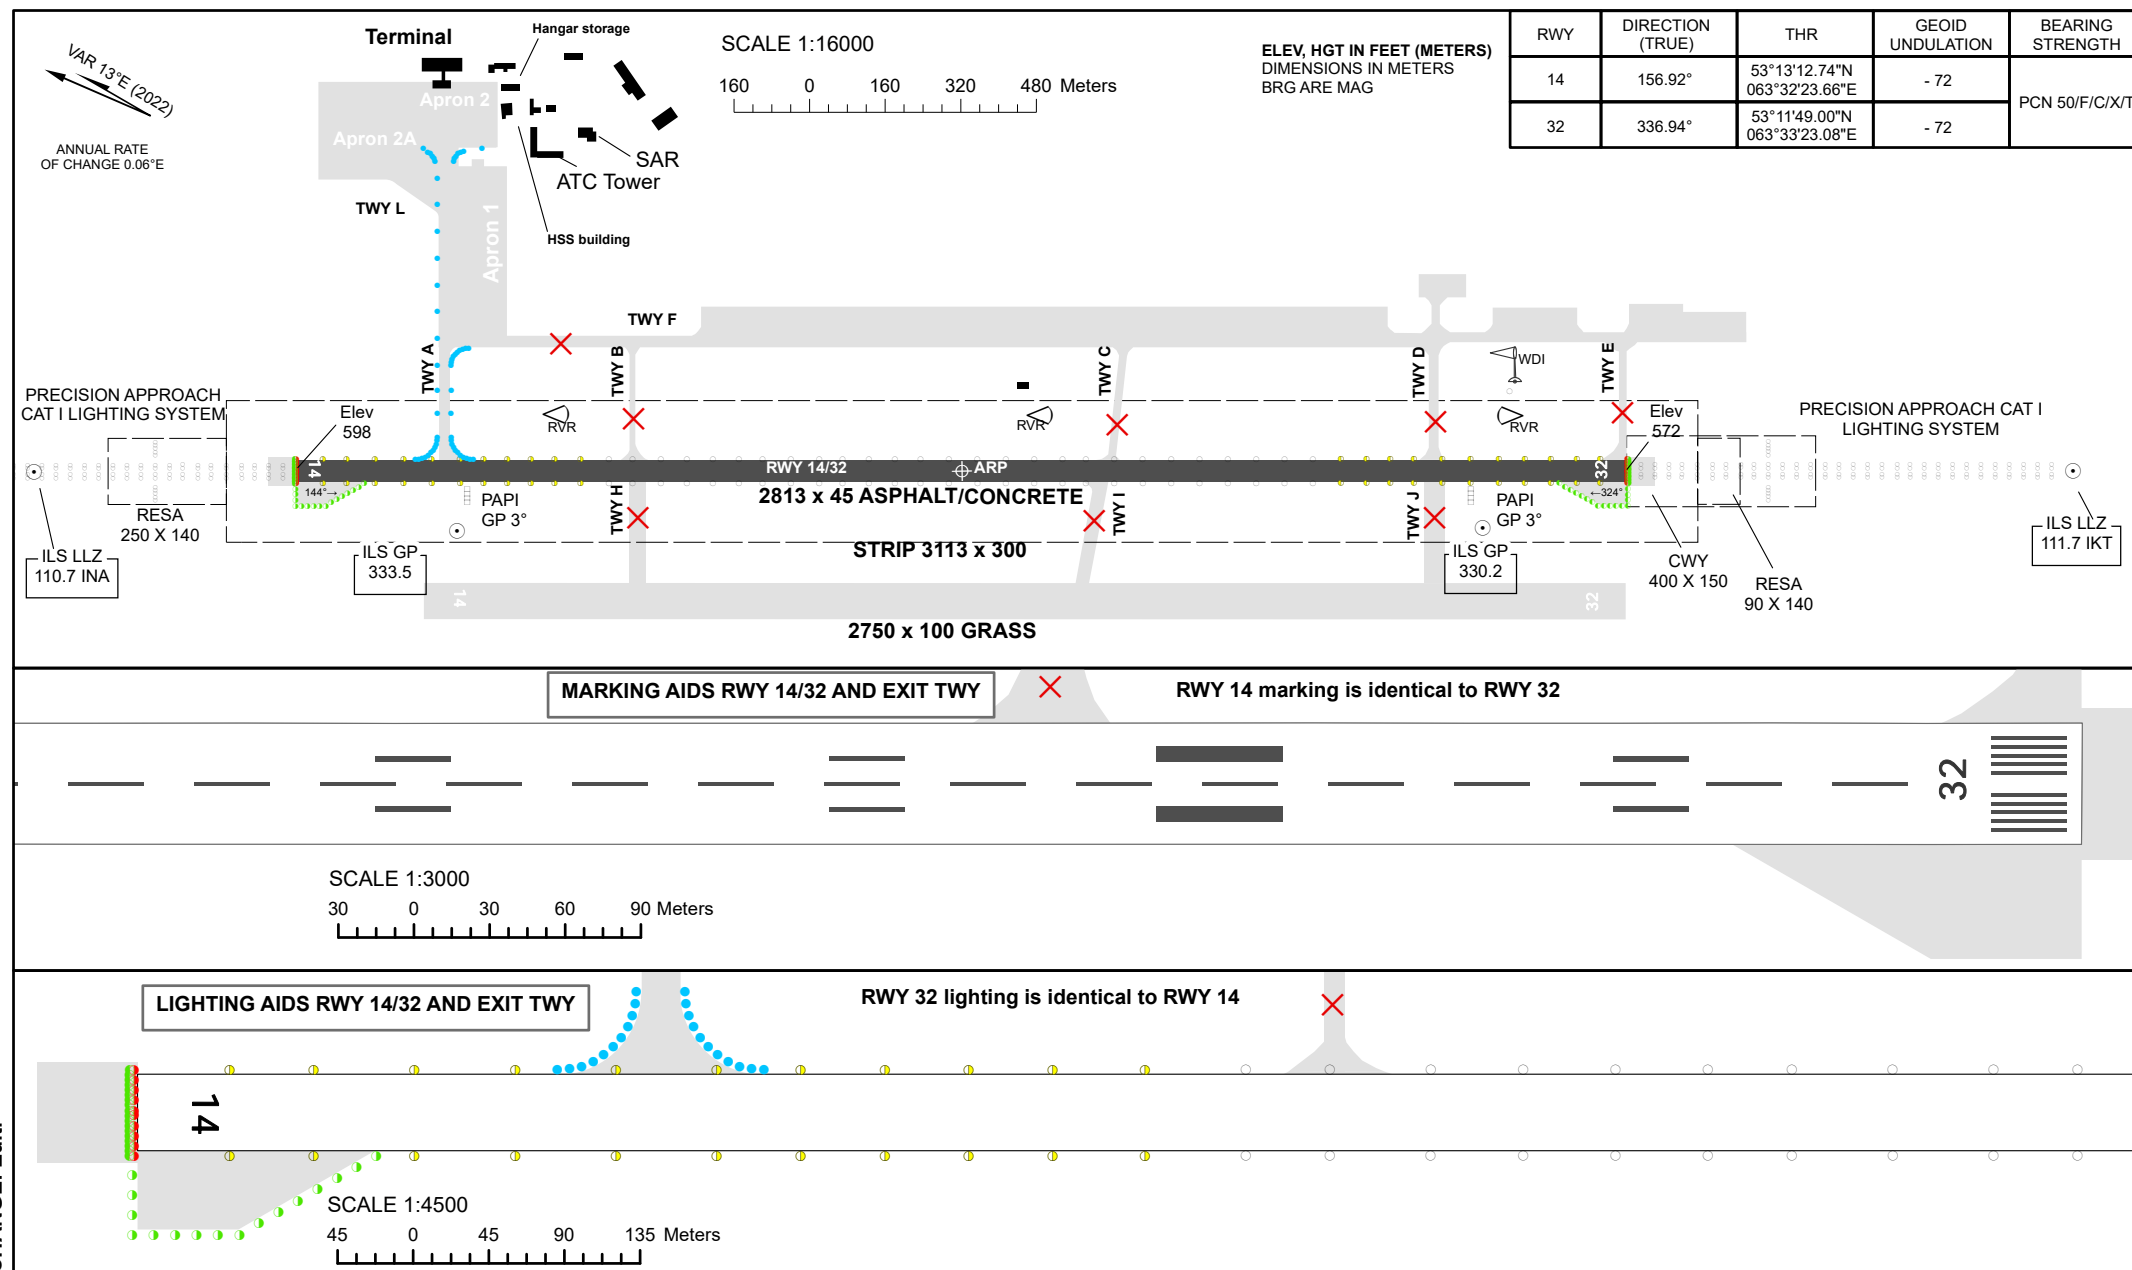 VAR 13°E (2022)
ANNUAL RATE
OF CHANGE 0.06°E
Terminal
Hangar storage
SCALE 1:16000
160 0 160 320 480 Meters
ELEV, HGT IN FEET (METERS)
DIMENSIONS IN METERS
BRG ARE MAG
RWY DIRECTION (TRUE) THR GEOID UNDULATION BEARING STRENGTH
14 156.92° 53°13'12.74"N 063°32'23.66"E - 72 PCN 50/F/C/X/T
32 336.94° 53°11'49.00"N 063°33'23.08"E - 72
Apron 2
Apron 2A
SAR
ATC Tower
TWY L
Apron 1
HSS building
TWY F
TWY A
TWY B
TWY C
TWY D
WDI
TWY E
PRECISION APPROACH
CAT I LIGHTING SYSTEM
Elev
598
RVR
RVR
RVR
Elev
572
PRECISION APPROACH CAT I
LIGHTING SYSTEM
14
RWY 14/32
ARP
32
144°→
←324°
2813 x 45 ASPHALT/CONCRETE
PAPI
GP 3°
TWY H
TWY I
TWY J
PAPI
GP 3°
RESA
250 X 140
ILS LLZ
110.7 INA
ILS GP
333.5
STRIP 3113 x 300
ILS GP
330.2
CWY
400 X 150
RESA
90 X 140
ILS LLZ
111.7 IKT
14
32
2750 x 100 GRASS
MARKING AIDS RWY 14/32 AND EXIT TWY
RWY 14 marking is identical to RWY 32
32
SCALE 1:3000
30 0 30 60 90 Meters
LIGHTING AIDS RWY 14/32 AND EXIT TWY
RWY 32 lighting is identical to RWY 14
14
SCALE 1:4500
45 0 45 90 135 Meters